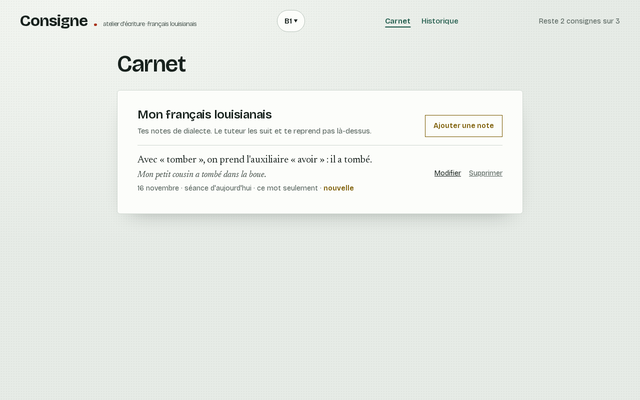 Consigne . atelier d'écriture français louisianais
B1 ▾
Carnet
Historique
Reste 2 consignes sur 3
Carnet
Mon français louisianais
Tes notes de dialecte. Le tuteur les suit et te reprend pas là-dessus.
Ajouter une note
Avec « tomber », on prend l'auxiliaire « avoir » : il a tombé.
Mon petit cousin a tombé dans la boue.
16 novembre · séance d'aujourd'hui · ce mot seulement · nouvelle
Modifier
Supprimer